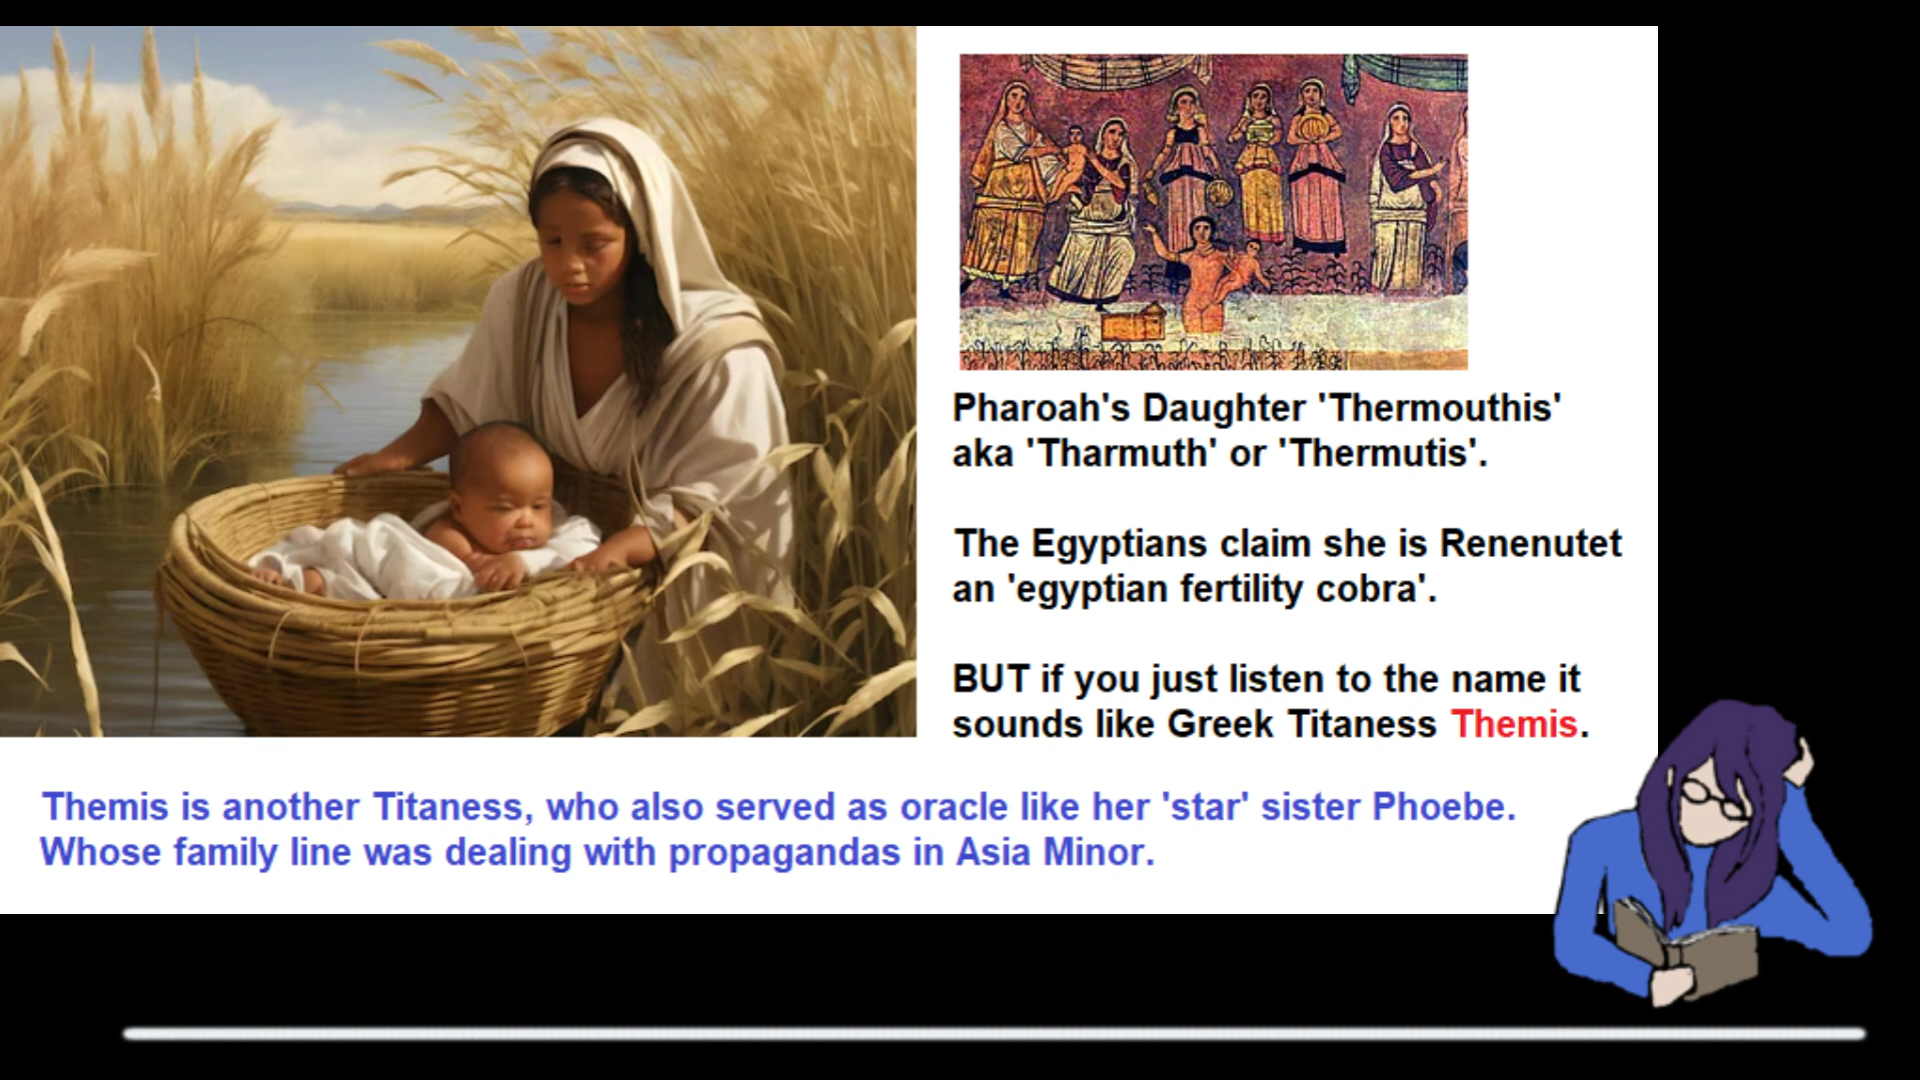 Pharoah's Daughter 'Thermouthis'
aka 'Tharmuth' or 'Thermutis'.
The Egyptians claim she is Renenutet
an 'egyptian fertility cobra'.
BUT if you just listen to the name it
sounds like Greek Titaness Themis.
Themis is another Titaness, who also served as oracle like her 'star' sister Phoebe.
Whose family line was dealing with propagandas in Asia Minor.